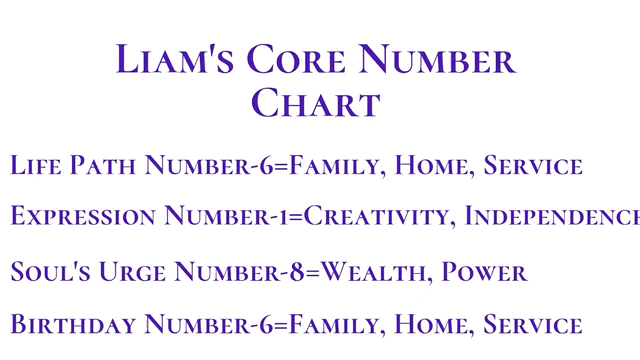 Liam's Core Number
Chart
Life Path Number-6=Family, Home, Service
Expression Number-1=Creativity, Independence
Soul's Urge Number-8=Wealth, Power
Birthday Number-6=Family, Home, Service